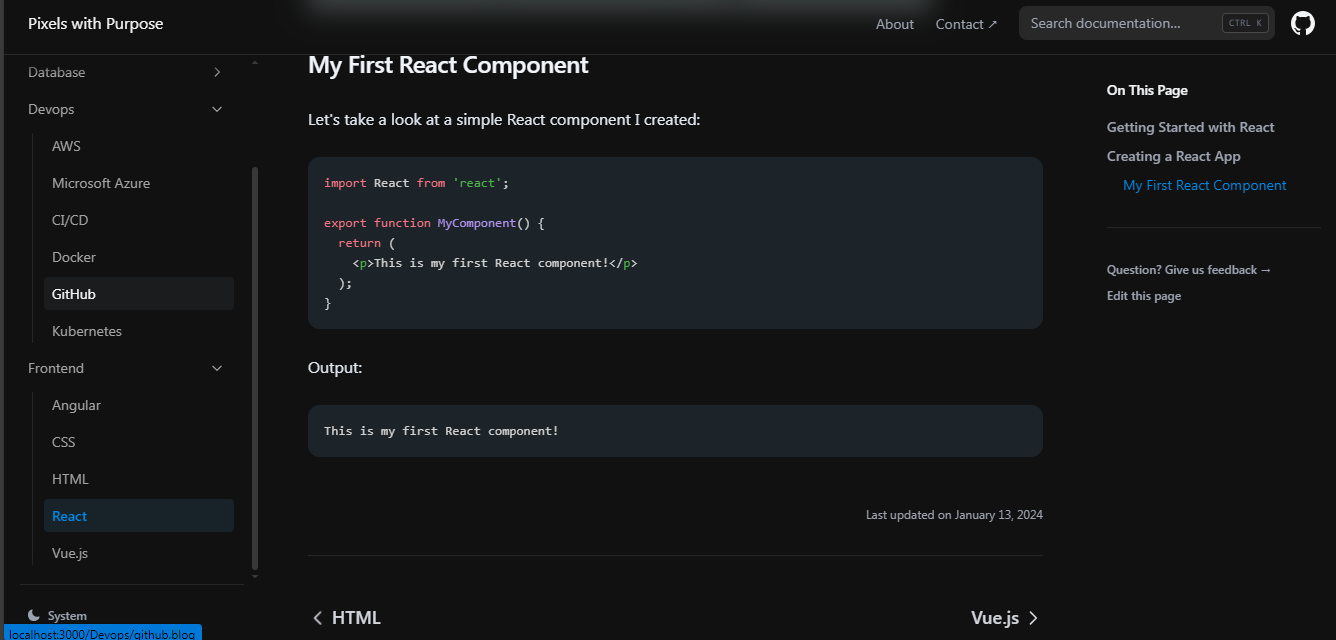 Pixels with Purpose
About
Contact ↗
Search documentation...
CTRL K
Database
Devops
AWS
Microsoft Azure
CI/CD
Docker
GitHub
Kubernetes
Frontend
Angular
CSS
HTML
React
Vue.js
System
localhost:3000/Devops/github.blog
My First React Component
Let's take a look at a simple React component I created:
import React from 'react';
export function MyComponent() {
return (
<p>This is my first React component!</p>
);
}
Output:
This is my first React component!
Last updated on January 13, 2024
HTML
Vue.js
On This Page
Getting Started with React
Creating a React App
My First React Component
Question? Give us feedback →
Edit this page